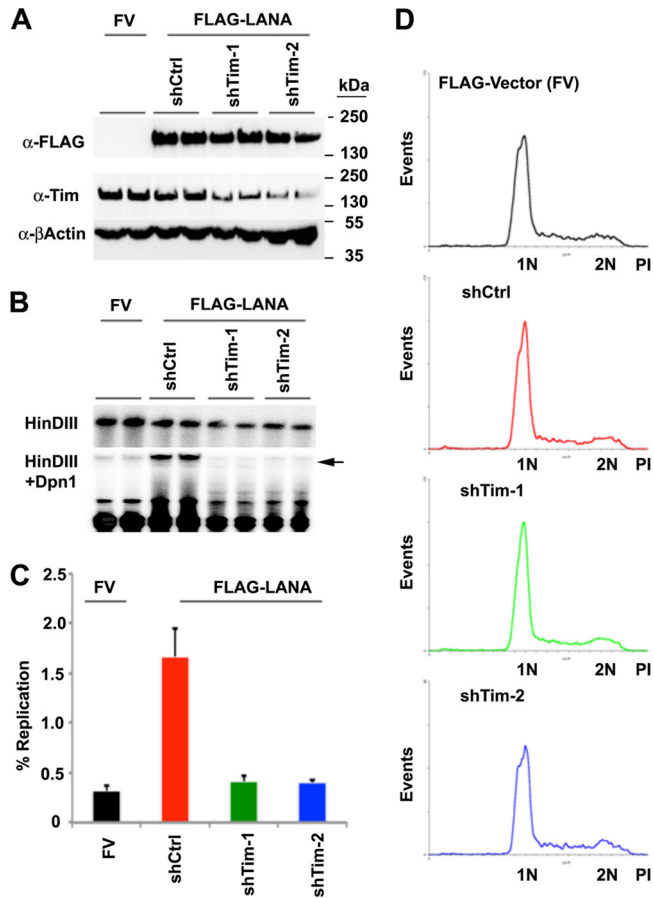 A
FV
FLAG-LANA
shCtrl
shTim-1
shTim-2
kDa
α-FLAG
250
130
α-Tim
250
130
α-βActin
55
35
B
FV
FLAG-LANA
shCtrl
shTim-1
shTim-2
HinDIII
HinDIII
+Dpn1
C
% Replication
2.5
2.0
1.5
1.0
0.5
0
FV
FLAG-LANA
FV
shCtrl
shTim-1
shTim-2
D
FLAG-Vector (FV)
Events
1N 2N PI
shCtrl
Events
1N 2N PI
shTim-1
Events
1N 2N PI
shTim-2
Events
1N 2N PI